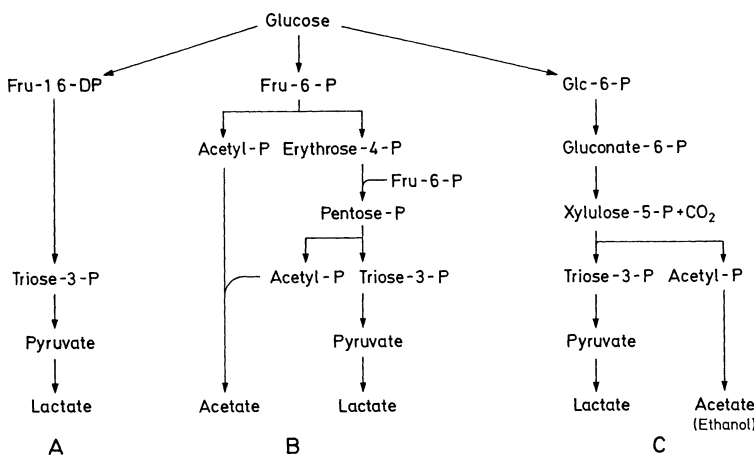 Glucose
Fru-1 6-DP Fru-6-P Glc-6-P
Acetyl-P Erythrose-4-P Gluconate-6-P
Fru-6-P
Pentose-P Xylulose-5-P+CO₂
Triose-3-P Acetyl-P Triose-3-P Triose-3-P Acetyl-P
Pyruvate Pyruvate Pyruvate
Lactate Acetate Lactate Lactate Acetate
(Ethanol)
A B C